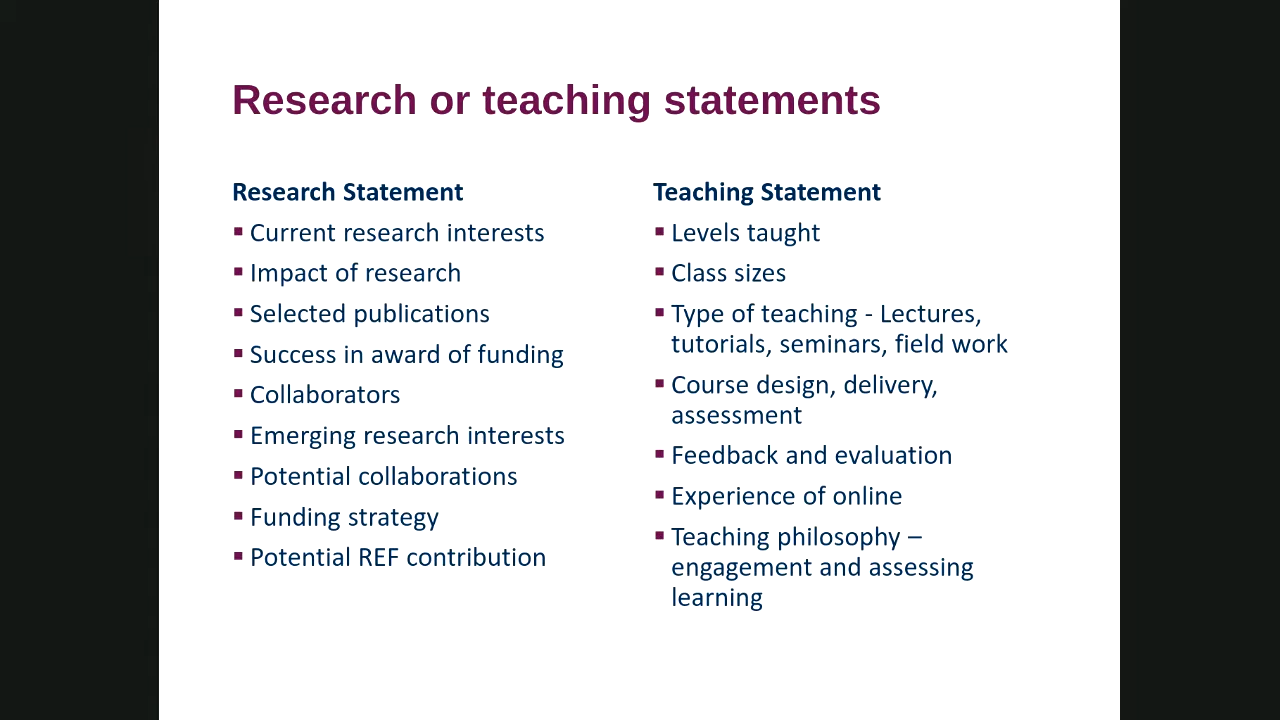 Research or teaching statements
Research Statement
▪ Current research interests
▪ Impact of research
▪ Selected publications
▪ Success in award of funding
▪ Collaborators
▪ Emerging research interests
▪ Potential collaborations
▪ Funding strategy
▪ Potential REF contribution
Teaching Statement
▪ Levels taught
▪ Class sizes
▪ Type of teaching - Lectures,
tutorials, seminars, field work
▪ Course design, delivery,
assessment
▪ Feedback and evaluation
▪ Experience of online
▪ Teaching philosophy –
engagement and assessing
learning